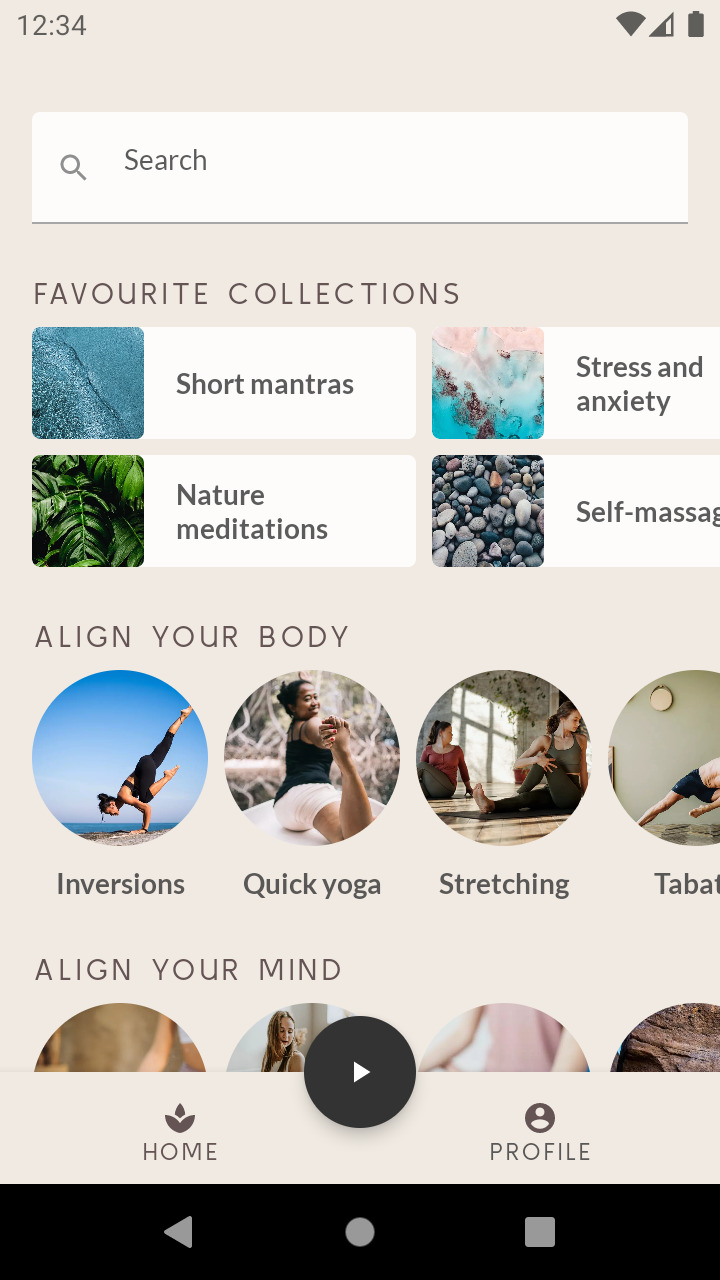 12:34
Search
FAVOURITE COLLECTIONS
Short mantras
Stress and
anxiety
Nature
meditations
Self-massag
ALIGN YOUR BODY
Inversions
Quick yoga
Stretching
Tabat
ALIGN YOUR MIND
HOME
PROFILE